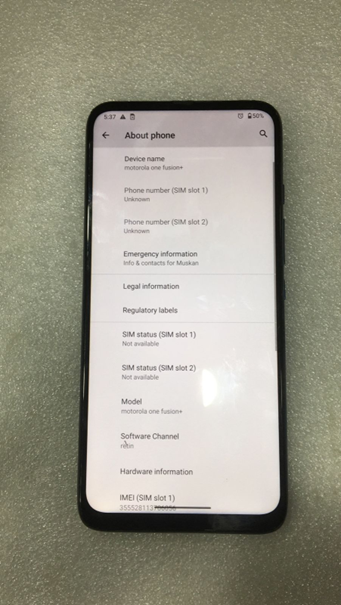 5:37
50%
About phone
Device name
motorola one fusion+
Phone number (SIM slot 1)
Unknown
Phone number (SIM slot 2)
Unknown
Emergency information
Info & contacts for Muskan
Legal information
Regulatory labels
SIM status (SIM slot 1)
Not available
SIM status (SIM slot 2)
Not available
Model
motorola one fusion+
Software Channel
retin
Hardware information
IMEI (SIM slot 1)